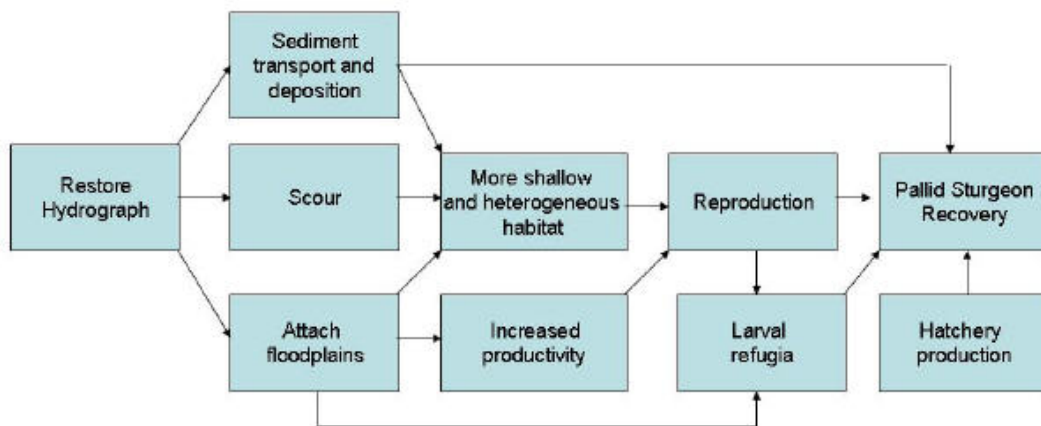 Sediment
transport and
deposition
Restore
Hydrograph
Scour
More shallow
and heterogeneous
habitat
Reproduction
Pallid Sturgeon
Recovery
Attach
floodplains
Increased
productivity
Larval
refugia
Hatchery
production